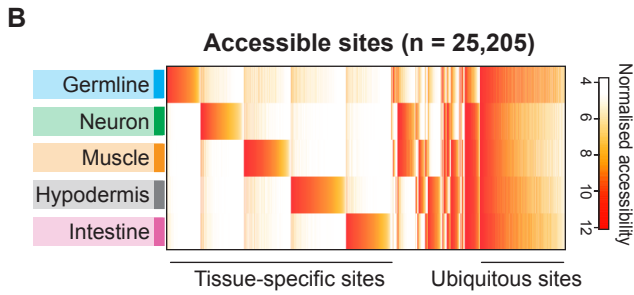 B
Accessible sites (n = 25,205)
Germline
Neuron
Muscle
Hypodermis
Intestine
4
6
8
10
12
Normalised accessibility
Tissue-specific sites
Ubiquitous sites